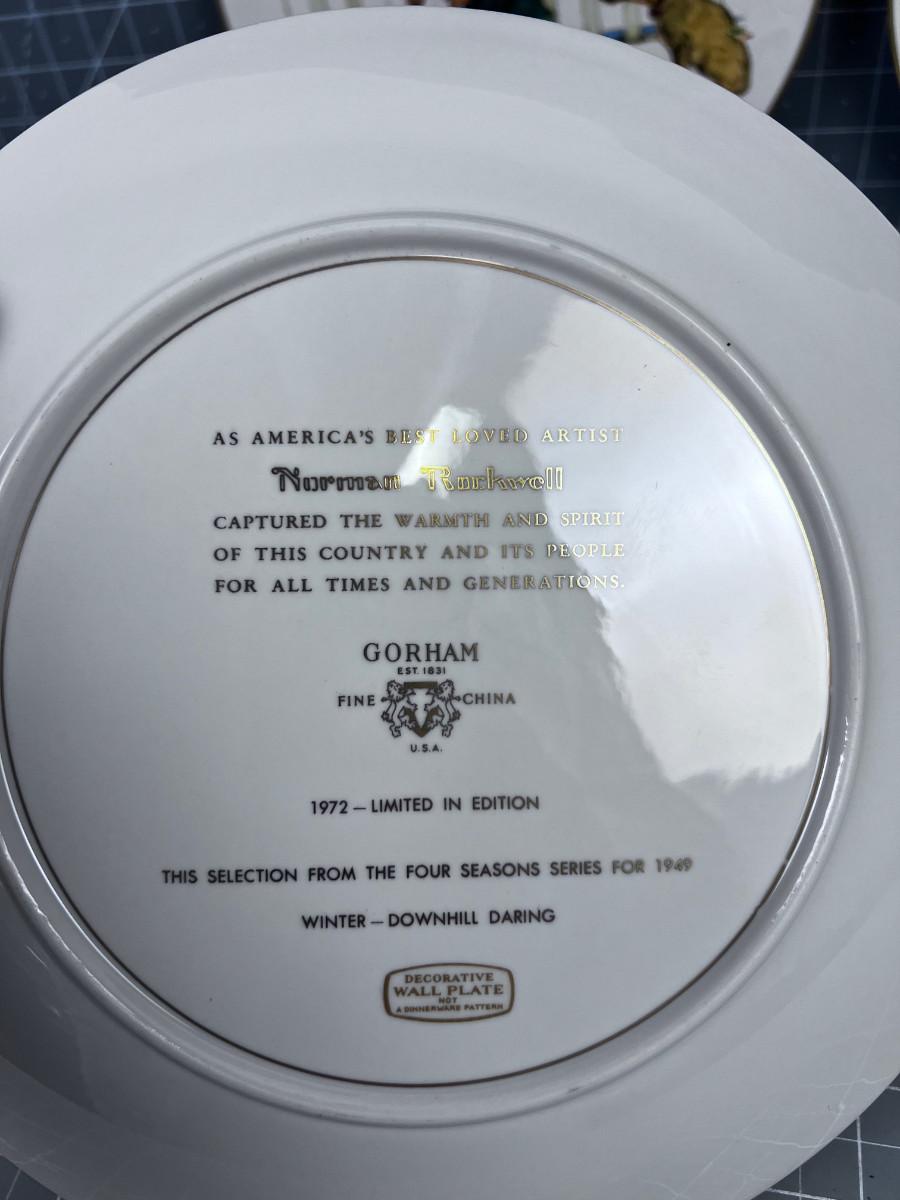 AS AMERICA'S BEST LOVED ARTIST
Norman Rockwell
CAPTURED THE WARMTH AND SPIRIT
OF THIS COUNTRY AND ITS PEOPLE
FOR ALL TIMES AND GENERATIONS.
GORHAM
EST. 1831
FINE CHINA
U.S.A.
1972 – LIMITED IN EDITION
THIS SELECTION FROM THE FOUR SEASONS SERIES FOR 1949
WINTER – DOWNHILL DARING
DECORATIVE
WALL PLATE
NOT
A DINNERWARE PATTERN